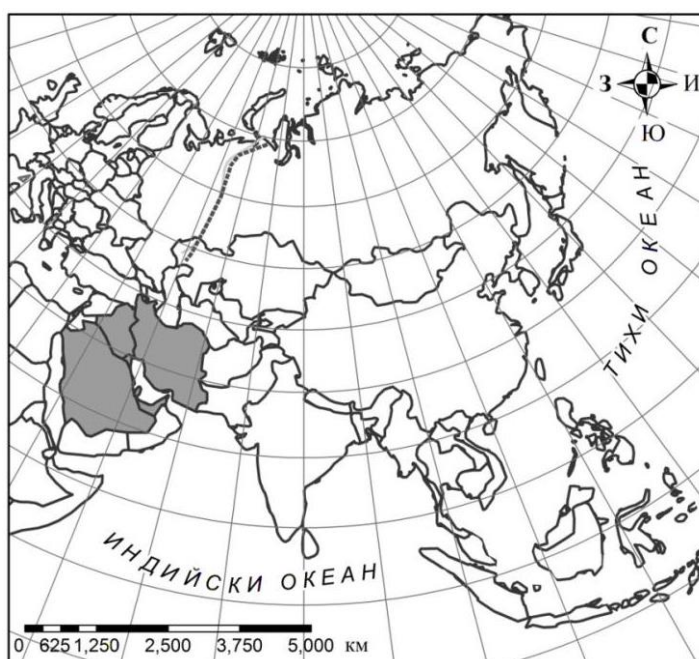 С
З И
Ю
ТИХИ ОКЕАН
ИНДИЙСКИ ОКЕАН
0 625 1,250 2,500 3,750 5,000 км